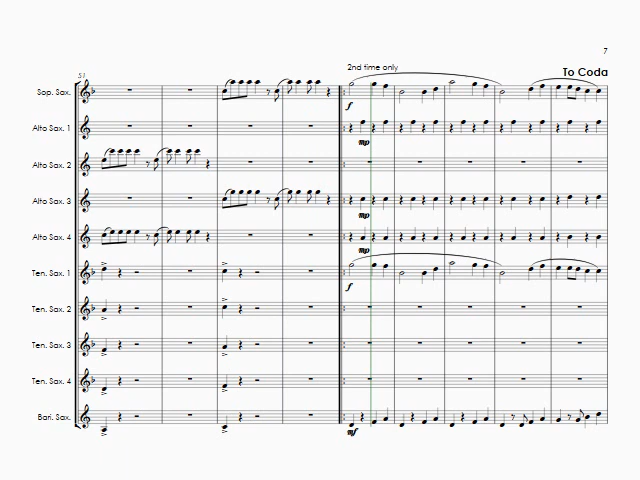 7
2nd time only
To Coda
51
Sop. Sax.
f
Alto Sax. 1
mp
Alto Sax. 2
Alto Sax. 3
mp
Alto Sax. 4
mp
Ten. Sax. 1
f
Ten. Sax. 2
Ten. Sax. 3
Ten. Sax. 4
Bari. Sax.
mf